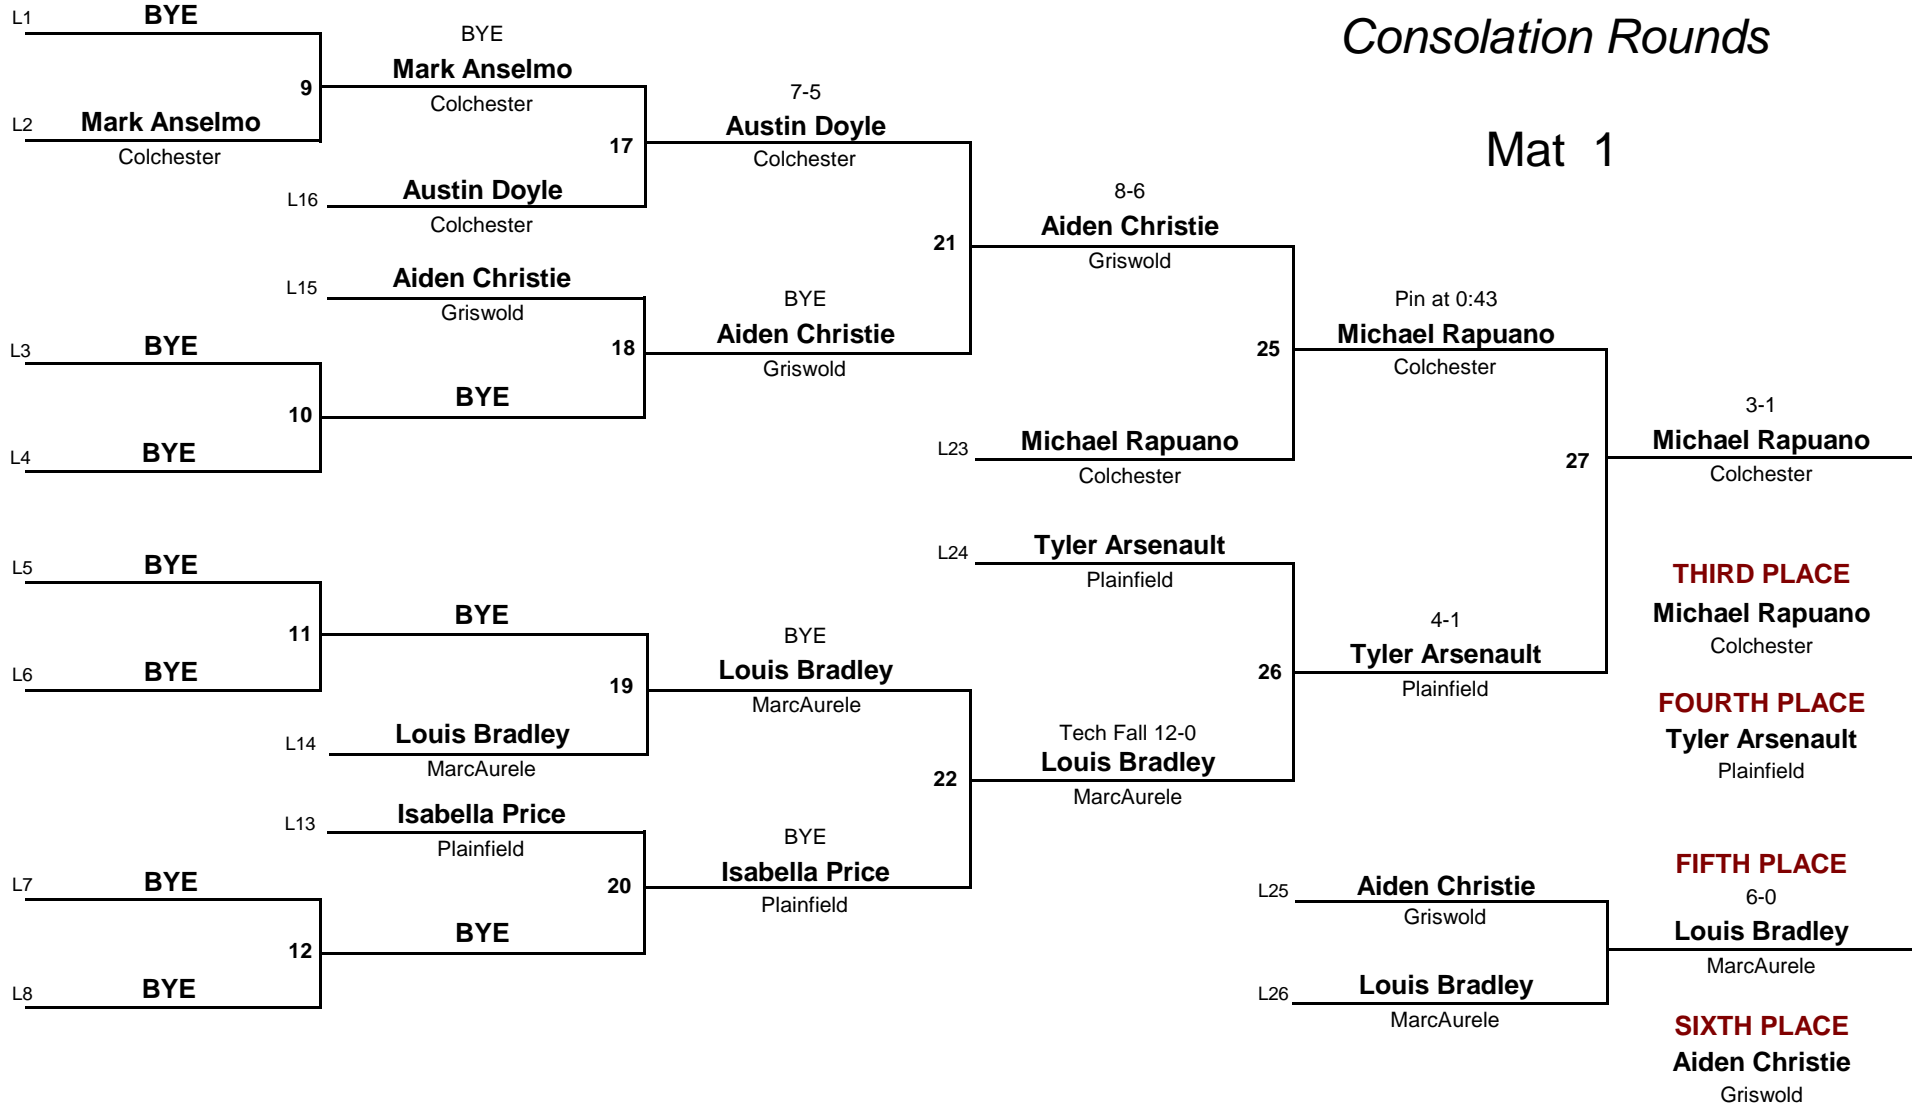 Consolation Rounds
Mat 1
L1
BYE
L2
Mark Anselmo
Colchester
9
BYE
Mark Anselmo
Colchester
L16
Austin Doyle
Colchester
17
7-5
Austin Doyle
Colchester
L15
Aiden Christie
Griswold
L3
BYE
L4
BYE
10
BYE
18
BYE
Aiden Christie
Griswold
21
8-6
Aiden Christie
Griswold
L23
Michael Rapuano
Colchester
25
Pin at 0:43
Michael Rapuano
Colchester
L5
BYE
L6
BYE
11
BYE
L14
Louis Bradley
MarcAurele
19
BYE
Louis Bradley
MarcAurele
L13
Isabella Price
Plainfield
L7
BYE
L8
BYE
12
BYE
20
BYE
Isabella Price
Plainfield
22
Tech Fall 12-0
Louis Bradley
MarcAurele
L24
Tyler Arsenault
Plainfield
26
4-1
Tyler Arsenault
Plainfield
27
3-1
Michael Rapuano
Colchester
THIRD PLACE
Michael Rapuano
Colchester
FOURTH PLACE
Tyler Arsenault
Plainfield
L25
Aiden Christie
Griswold
L26
Louis Bradley
MarcAurele
FIFTH PLACE
6-0
Louis Bradley
MarcAurele
SIXTH PLACE
Aiden Christie
Griswold